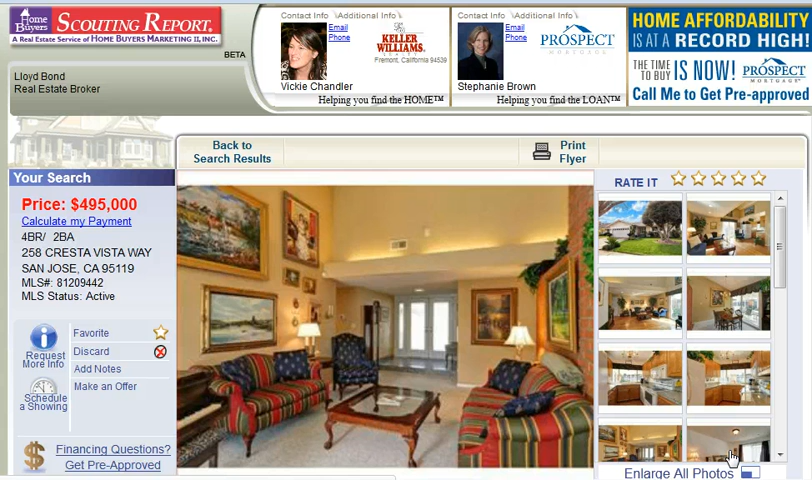 Home Buyers SCOUTING REPORT®
A Real Estate Service of HOME BUYERS MARKETING II, INC.
BETA
Lloyd Bond
Real Estate Broker
Contact Info
Additional Info
Email
Phone
KELLER WILLIAMS.
REALTY
Fremont, California 94539
Vickie Chandler
Helping you find the HOME™
Contact Info
Additional Info
Email
Phone
PROSPECT
MORTGAGE
Stephanie Brown
Helping you find the LOAN™
HOME AFFORDABILITY
IS AT A RECORD HIGH!
THE TIME TO BUY IS NOW!
PROSPECT
MORTGAGE
Call Me to Get Pre-approved
Back to
Search Results
Print
Flyer
Your Search
Price: $495,000
Calculate my Payment
4BR/ 2BA
258 CRESTA VISTA WAY
SAN JOSE, CA 95119
MLS#: 81209442
MLS Status: Active
Request
More Info
Schedule
a Showing
Favorite
Discard
Add Notes
Make an Offer
Financing Questions?
Get Pre-Approved
RATE IT
Enlarge All Photos